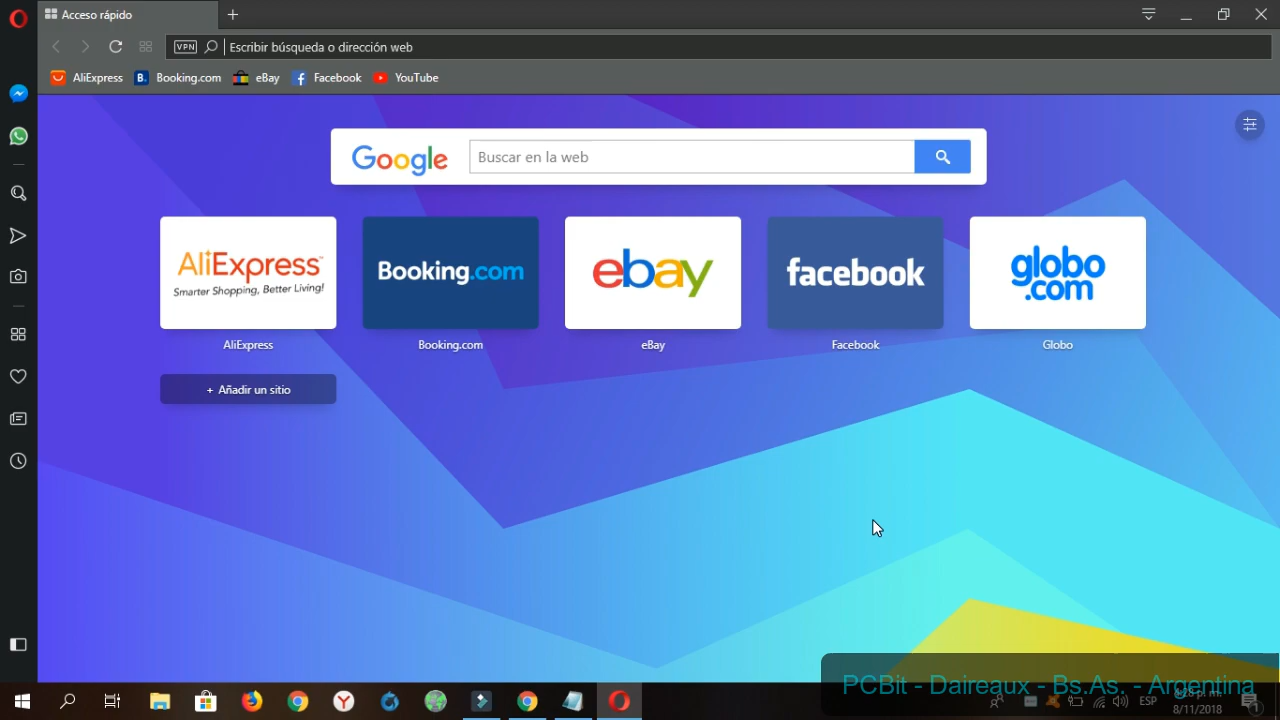 Acceso rápido
VPN Escribir búsqueda o dirección web
AliExpress B. Booking.com eBay Facebook YouTube
Google Buscar en la web
AliExpress™
Smarter Shopping, Better Living!
Booking.com
ebay
facebook
globo
.com
AliExpress Booking.com eBay Facebook Globo
+ Añadir un sitio
PCBit - Daireaux - Bs.As. - Argentina
ESP
8/11/2018
1